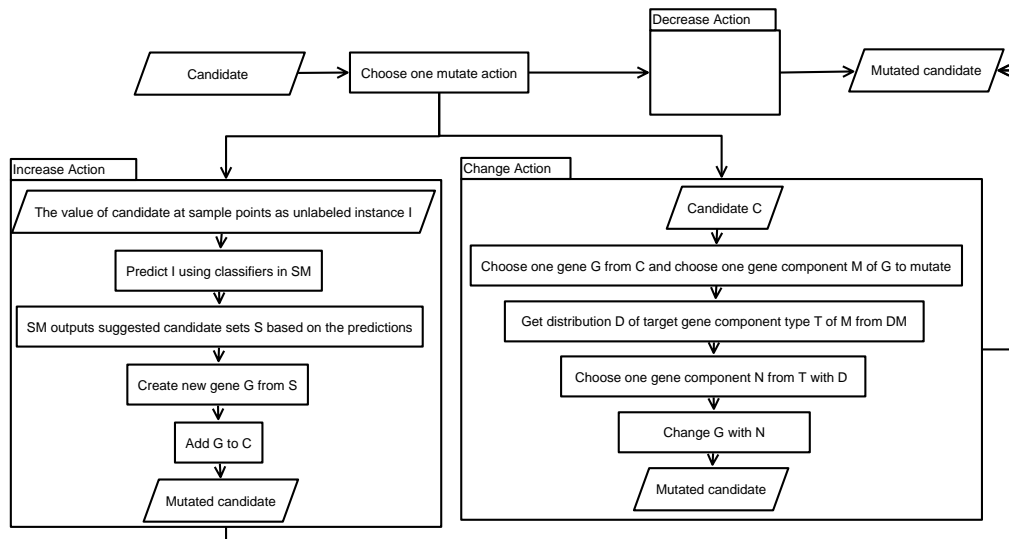 Decrease Action
Candidate
Choose one mutate action
Mutated candidate
Increase Action
The value of candidate at sample points as unlabeled instance I
Predict I using classifiers in SM
SM outputs suggested candidate sets S based on the predictions
Create new gene G from S
Add G to C
Mutated candidate
Change Action
Candidate C
Choose one gene G from C and choose one gene component M of G to mutate
Get distribution D of target gene component type T of M from DM
Choose one gene component N from T with D
Change G with N
Mutated candidate